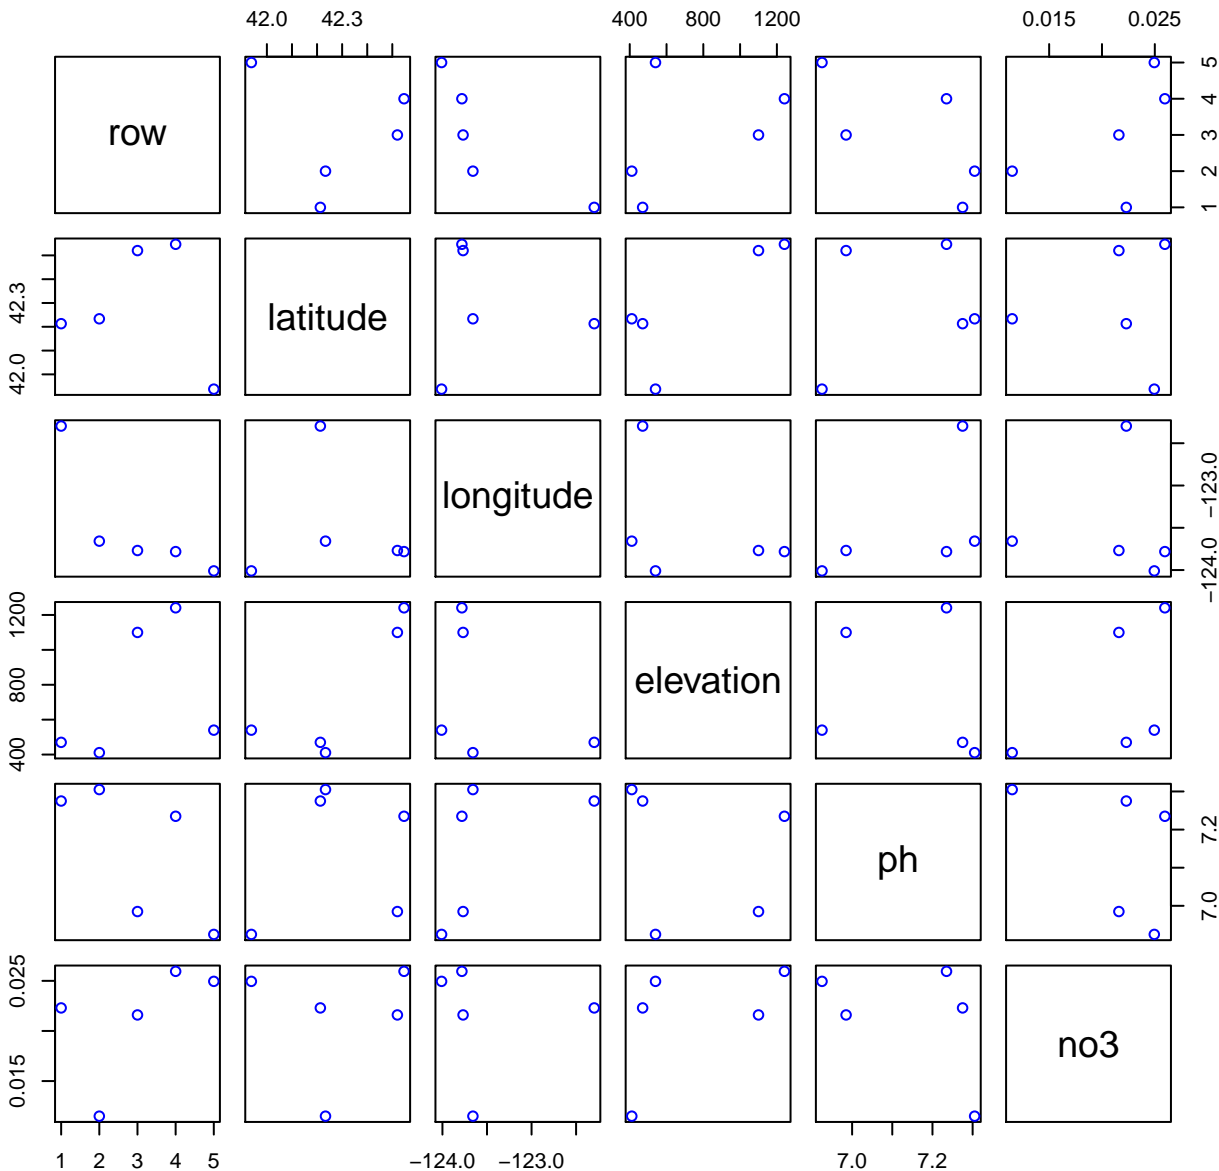 42.0 42.3 400 800 1200 0.015 0.025
row 1 2 3 4 5
42.0 42.3 latitude
longitude −124.0 −123.0
400 800 1200 elevation
ph 7.0 7.2
0.015 0.025 no3
1 2 3 4 5 −124.0 −123.0 7.0 7.2